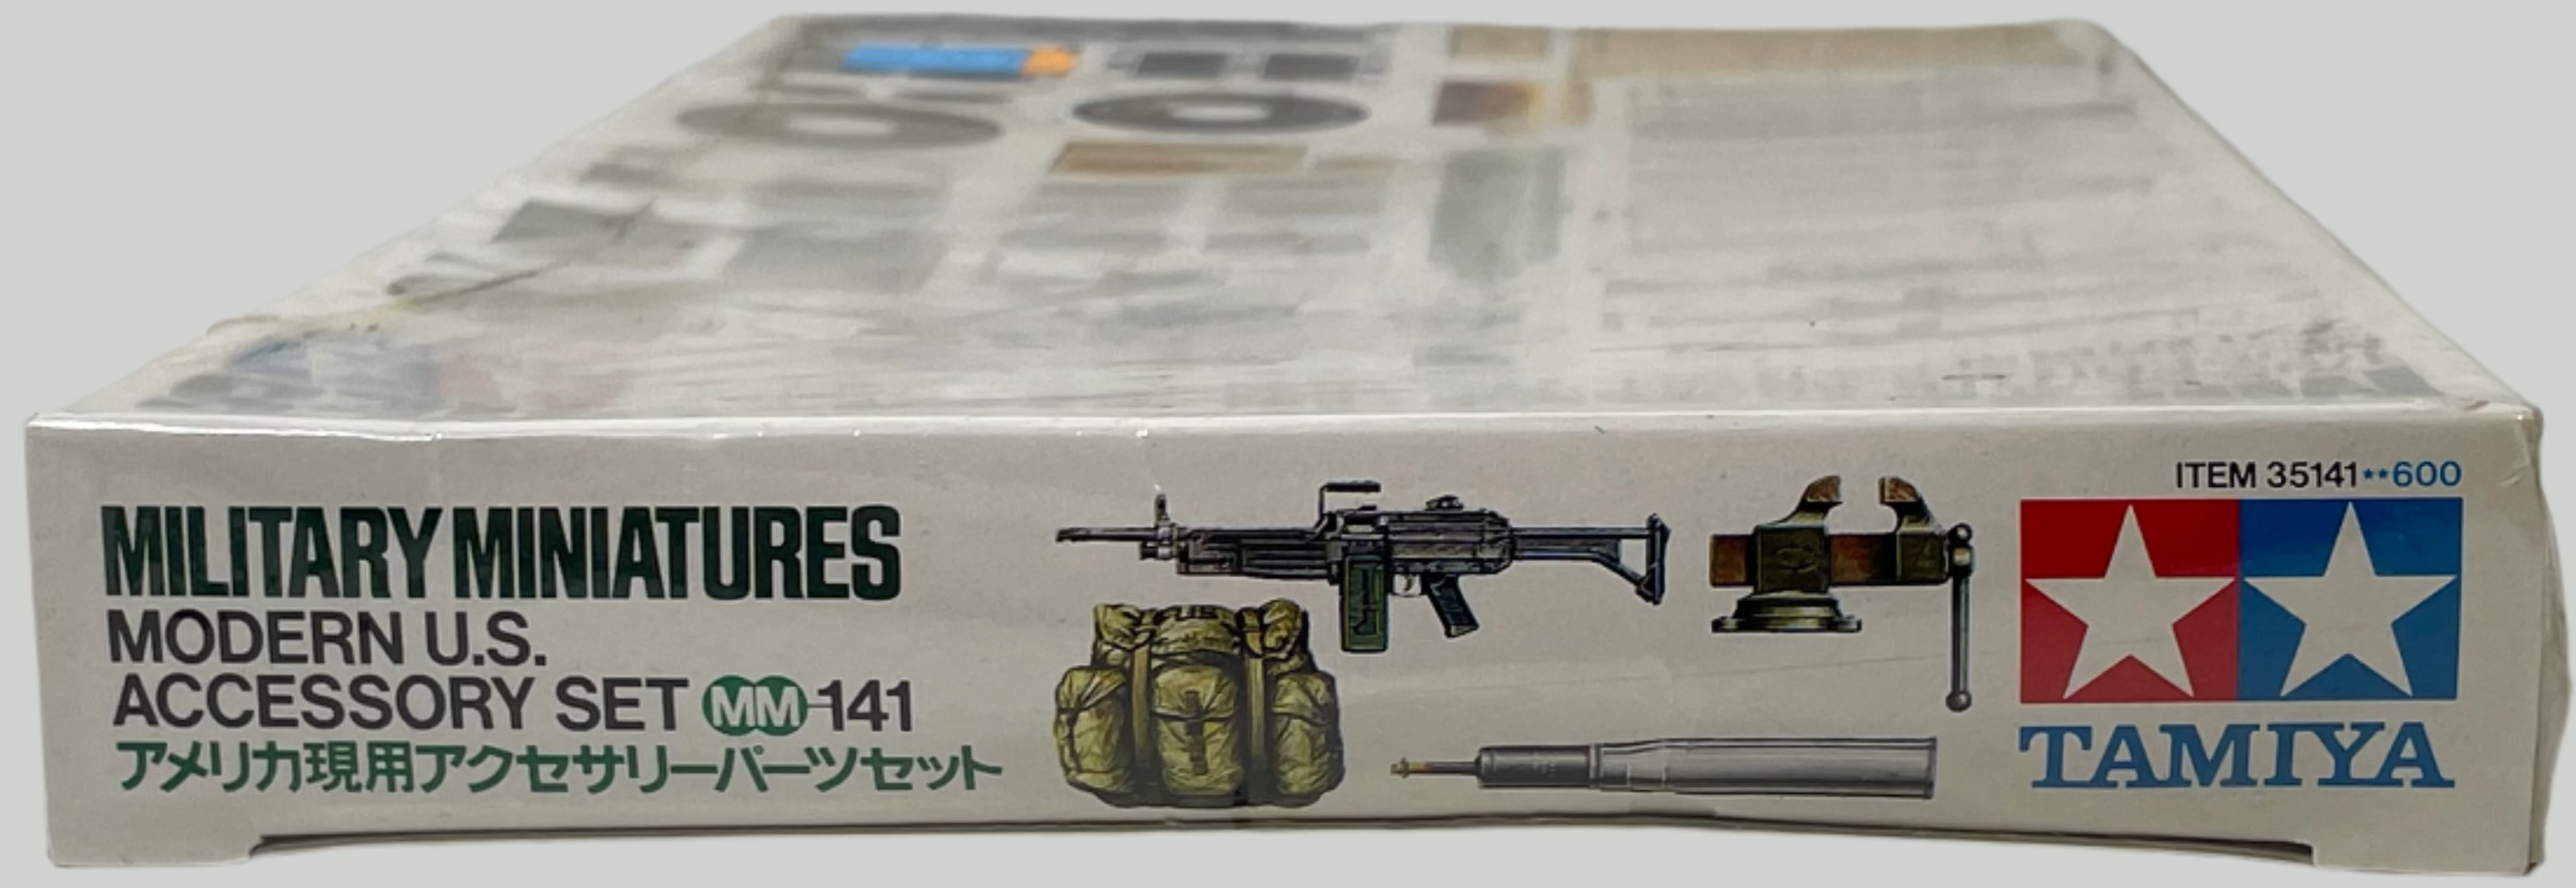 MILITARY MINIATURES
MODERN U.S.
ACCESSORY SET MM-141
アメリカ現用アクセサリーパーツセット
ITEM 35141**600
TAMIYA